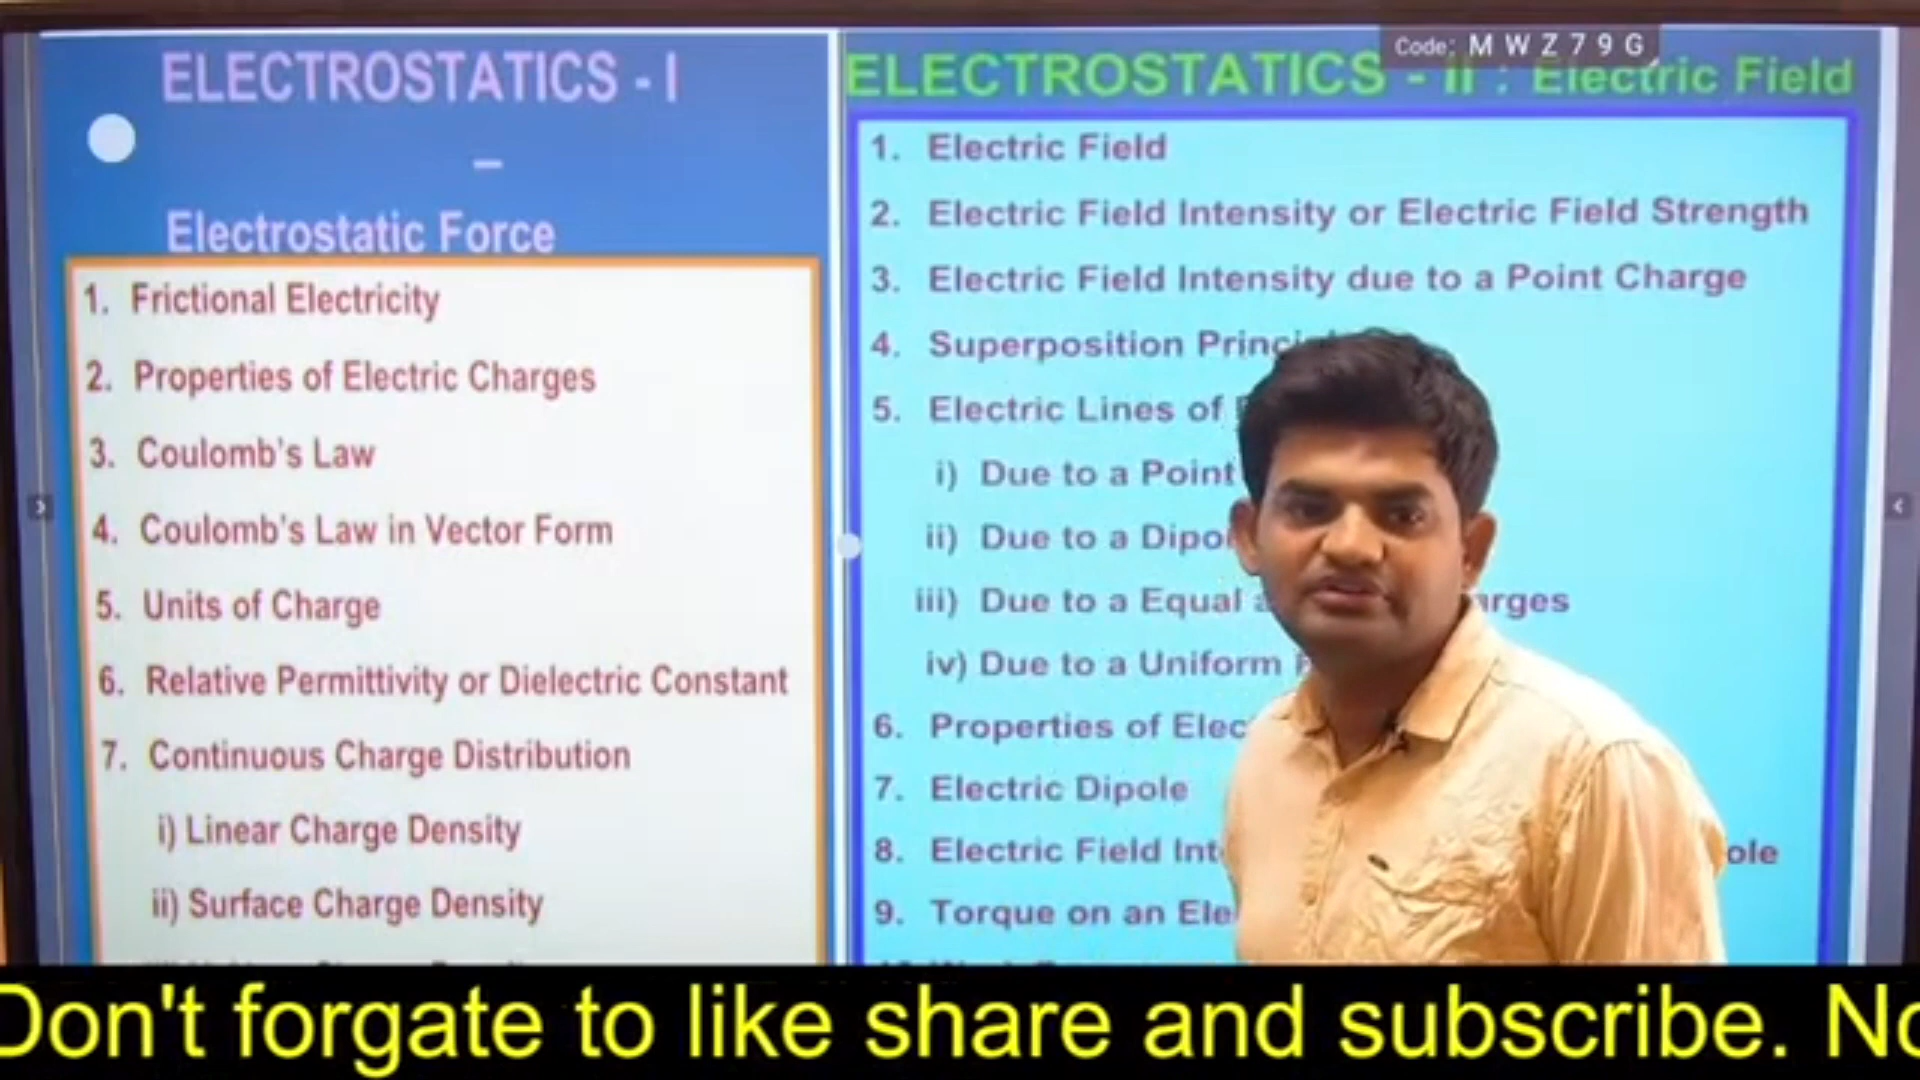 Code: M W Z 7 9 G
ELECTROSTATICS - I
–
Electrostatic Force
1. Frictional Electricity
2. Properties of Electric Charges
3. Coulomb's Law
4. Coulomb's Law in Vector Form
5. Units of Charge
6. Relative Permittivity or Dielectric Constant
7. Continuous Charge Distribution
i) Linear Charge Density
ii) Surface Charge Density
ELECTROSTATICS - II : Electric Field
1. Electric Field
2. Electric Field Intensity or Electric Field Strength
3. Electric Field Intensity due to a Point Charge
4. Superposition
5. Electric Lines of
i) Due to a Point
ii) Due to a
iii) Due to a Equal
iv) Due to a Uniform
6. Properties of
7. Electric Dipole
8. Electric Field
9. Torque on an
Don't forgate to like share and subscribe. No